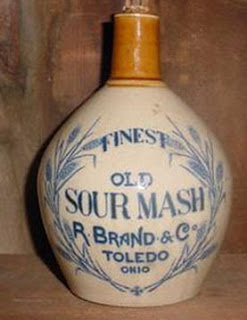 FINEST
OLD
SOUR MASH
R. BRAND & Co
TOLEDO
OHIO